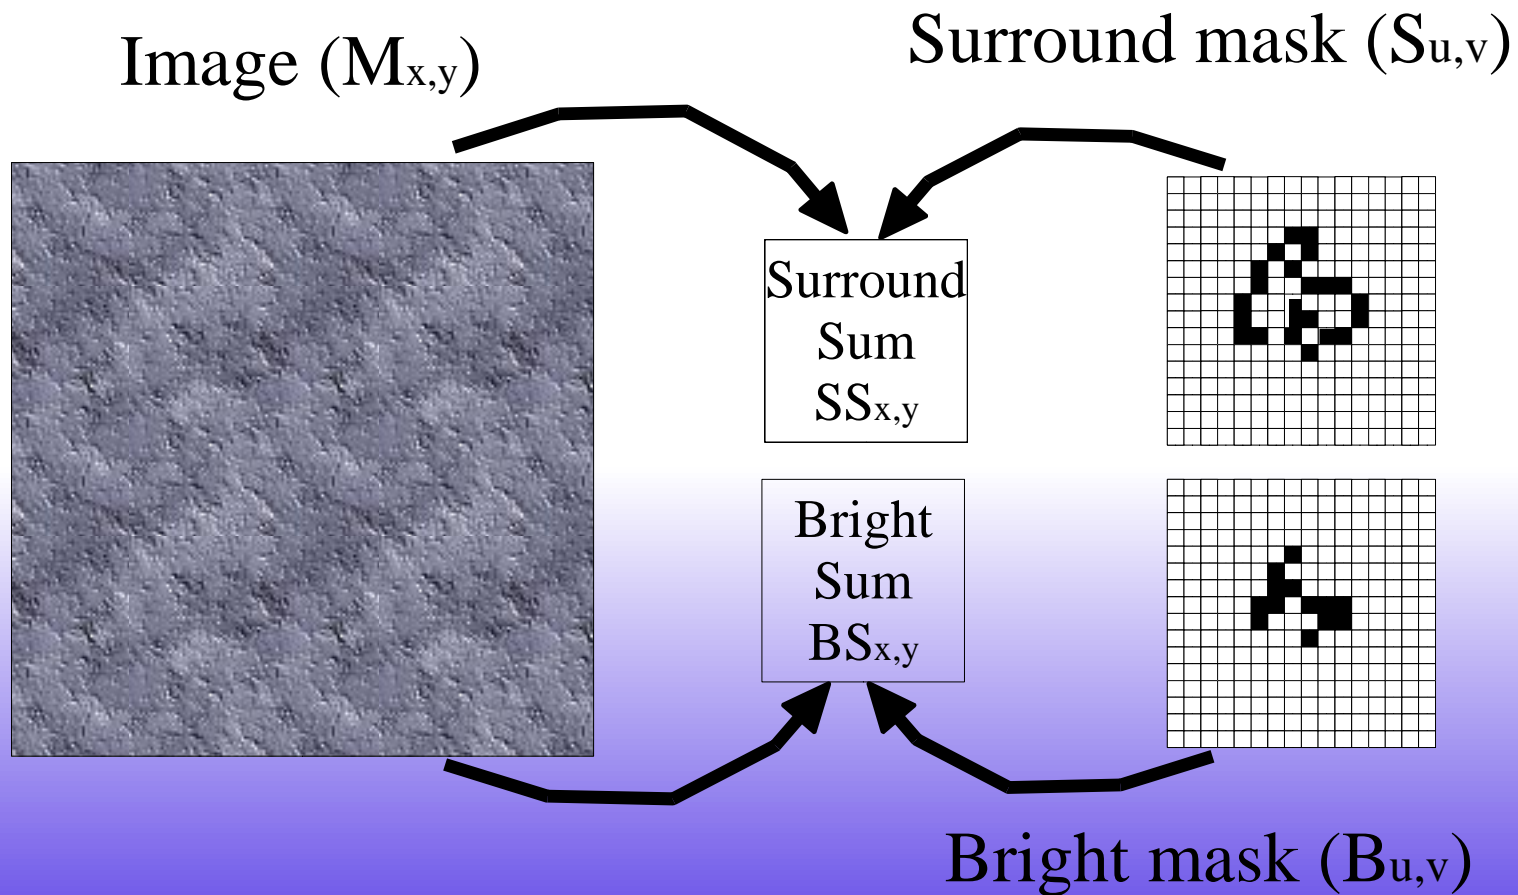 Image (Mx,y)
Surround mask (Su,v)
Surround
Sum
SSx,y
Bright
Sum
BSx,y
Bright mask (Bu,v)